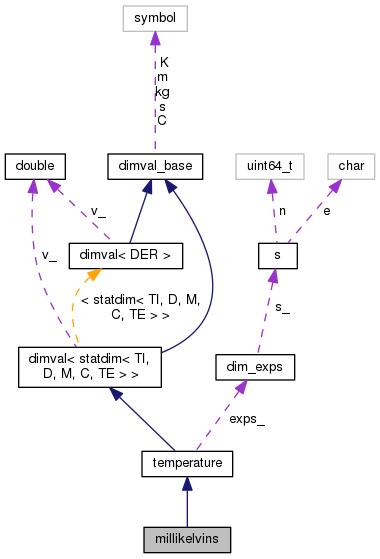 symbol
K
m
kg
s
C
double
dimval_base
uint64_t
char
v_
n
e
v_
dimval< DER >
s
< statdim< TI, D, M,
C, TE > >
s_
dimval< statdim< TI,
D, M, C, TE > >
dim_exps
exps_
temperature
millikelvins